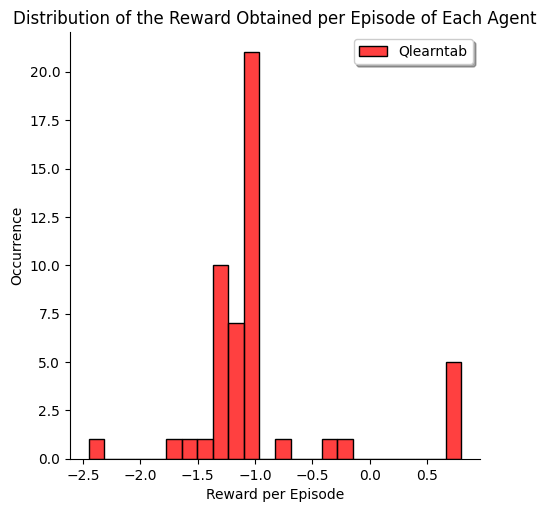 Distribution of the Reward Obtained per Episode of Each Agent
Qlearntab
20.0
17.5
15.0
12.5
10.0
7.5
5.0
2.5
0.0
Occurrence
−2.5 −2.0 −1.5 −1.0 −0.5 0.0 0.5
Reward per Episode